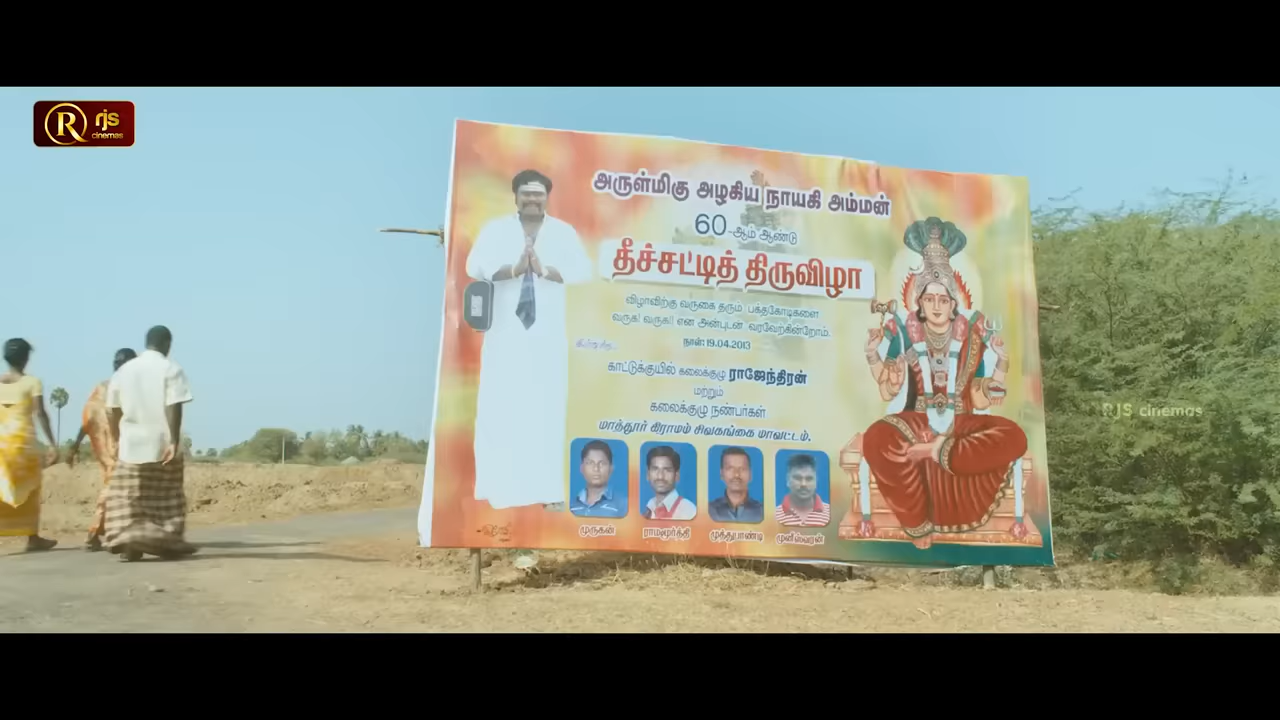 R rjs
cinemas
அருள்மிகு அழகிய நாயகி அம்மன்
60-ஆம் ஆண்டு
தீச்சட்டித் திருவிழா
விழாவிற்கு வருகை தரும் பக்தகோடிகளை
வருக! வருக!! என அன்புடன் வரவேற்கின்றோம்.
நாள்: 19.04.2013
காட்டுக்குயில் கலைக்குழு ராஜேந்திரன்
மற்றும்
கலைக்குழு நண்பர்கள்
மாத்தூர் கிராமம் சிவகங்கை மாவட்டம்.
முருகன் ராமமூர்த்தி முத்துபாண்டி முனீஸ்வரன்
RJS cinemas